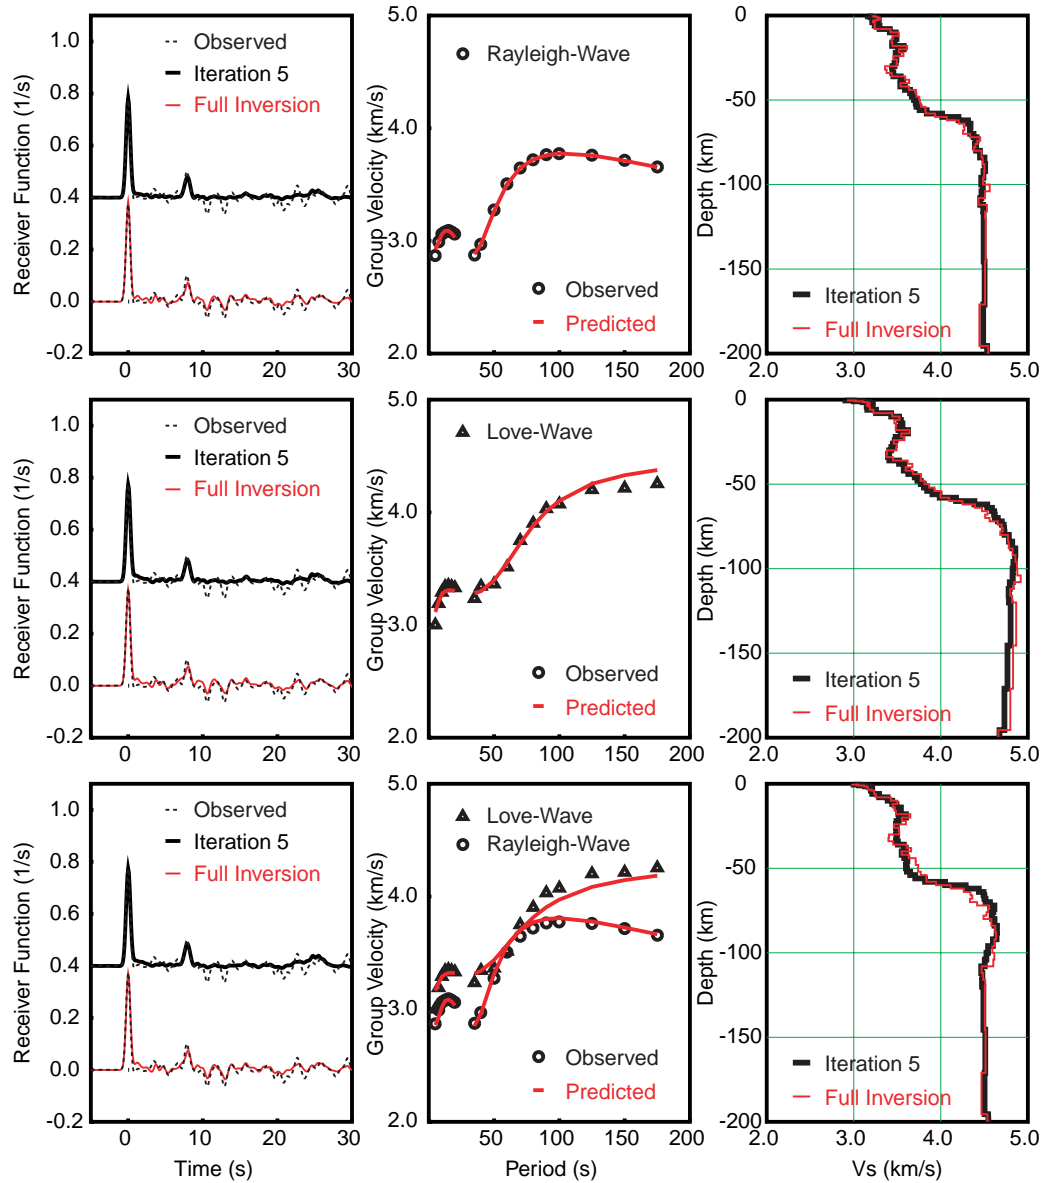 Receiver Function (1/s)
1.0
0.8
0.6
0.4
0.2
0.0
-0.2
Observed
Iteration 5
Full Inversion
0
10
20
30
Group Velocity (km/s)
5.0
4.0
3.0
2.0
Rayleigh-Wave
Observed
Predicted
50
100
150
200
Depth (km)
0
-50
-100
-150
-200
Iteration 5
Full Inversion
2.0
3.0
4.0
5.0
Receiver Function (1/s)
1.0
0.8
0.6
0.4
0.2
0.0
-0.2
Observed
Iteration 5
Full Inversion
0
10
20
30
Group Velocity (km/s)
5.0
4.0
3.0
2.0
Love-Wave
Observed
Predicted
50
100
150
200
Depth (km)
0
-50
-100
-150
-200
Iteration 5
Full Inversion
2.0
3.0
4.0
5.0
Receiver Function (1/s)
1.0
0.8
0.6
0.4
0.2
0.0
-0.2
Observed
Iteration 5
Full Inversion
0
10
20
30
Time (s)
Group Velocity (km/s)
5.0
4.0
3.0
2.0
Love-Wave
Rayleigh-Wave
Observed
Predicted
50
100
150
200
Period (s)
Depth (km)
0
-50
-100
-150
-200
Iteration 5
Full Inversion
2.0
3.0
4.0
5.0
Vs (km/s)